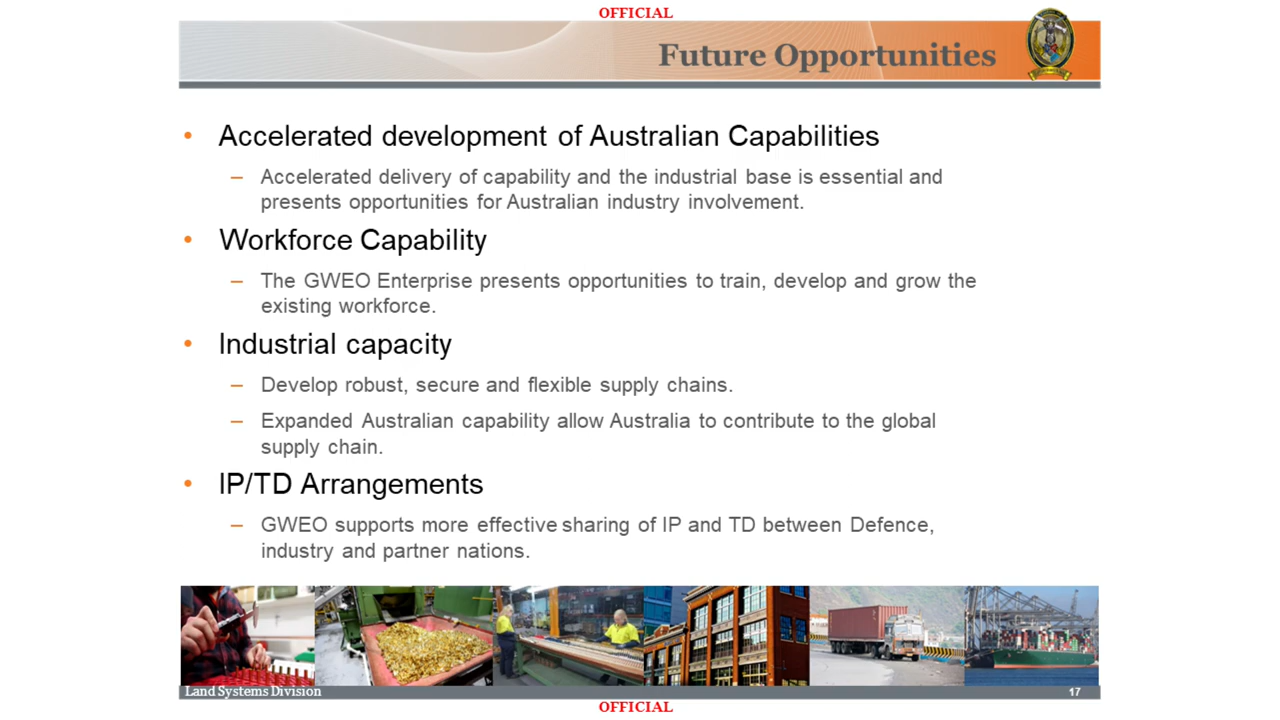 OFFICIAL
Future Opportunities
• Accelerated development of Australian Capabilities
– Accelerated delivery of capability and the industrial base is essential and
presents opportunities for Australian industry involvement.
• Workforce Capability
– The GWEO Enterprise presents opportunities to train, develop and grow the
existing workforce.
• Industrial capacity
– Develop robust, secure and flexible supply chains.
– Expanded Australian capability allow Australia to contribute to the global
supply chain.
• IP/TD Arrangements
– GWEO supports more effective sharing of IP and TD between Defence,
industry and partner nations.
Land Systems Division
17
OFFICIAL